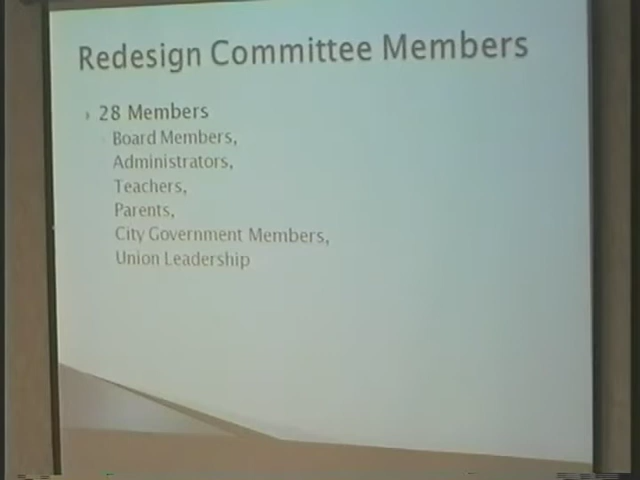 Redesign Committee Members
28 Members
Board Members,
Administrators,
Teachers,
Parents,
City Government Members,
Union Leadership